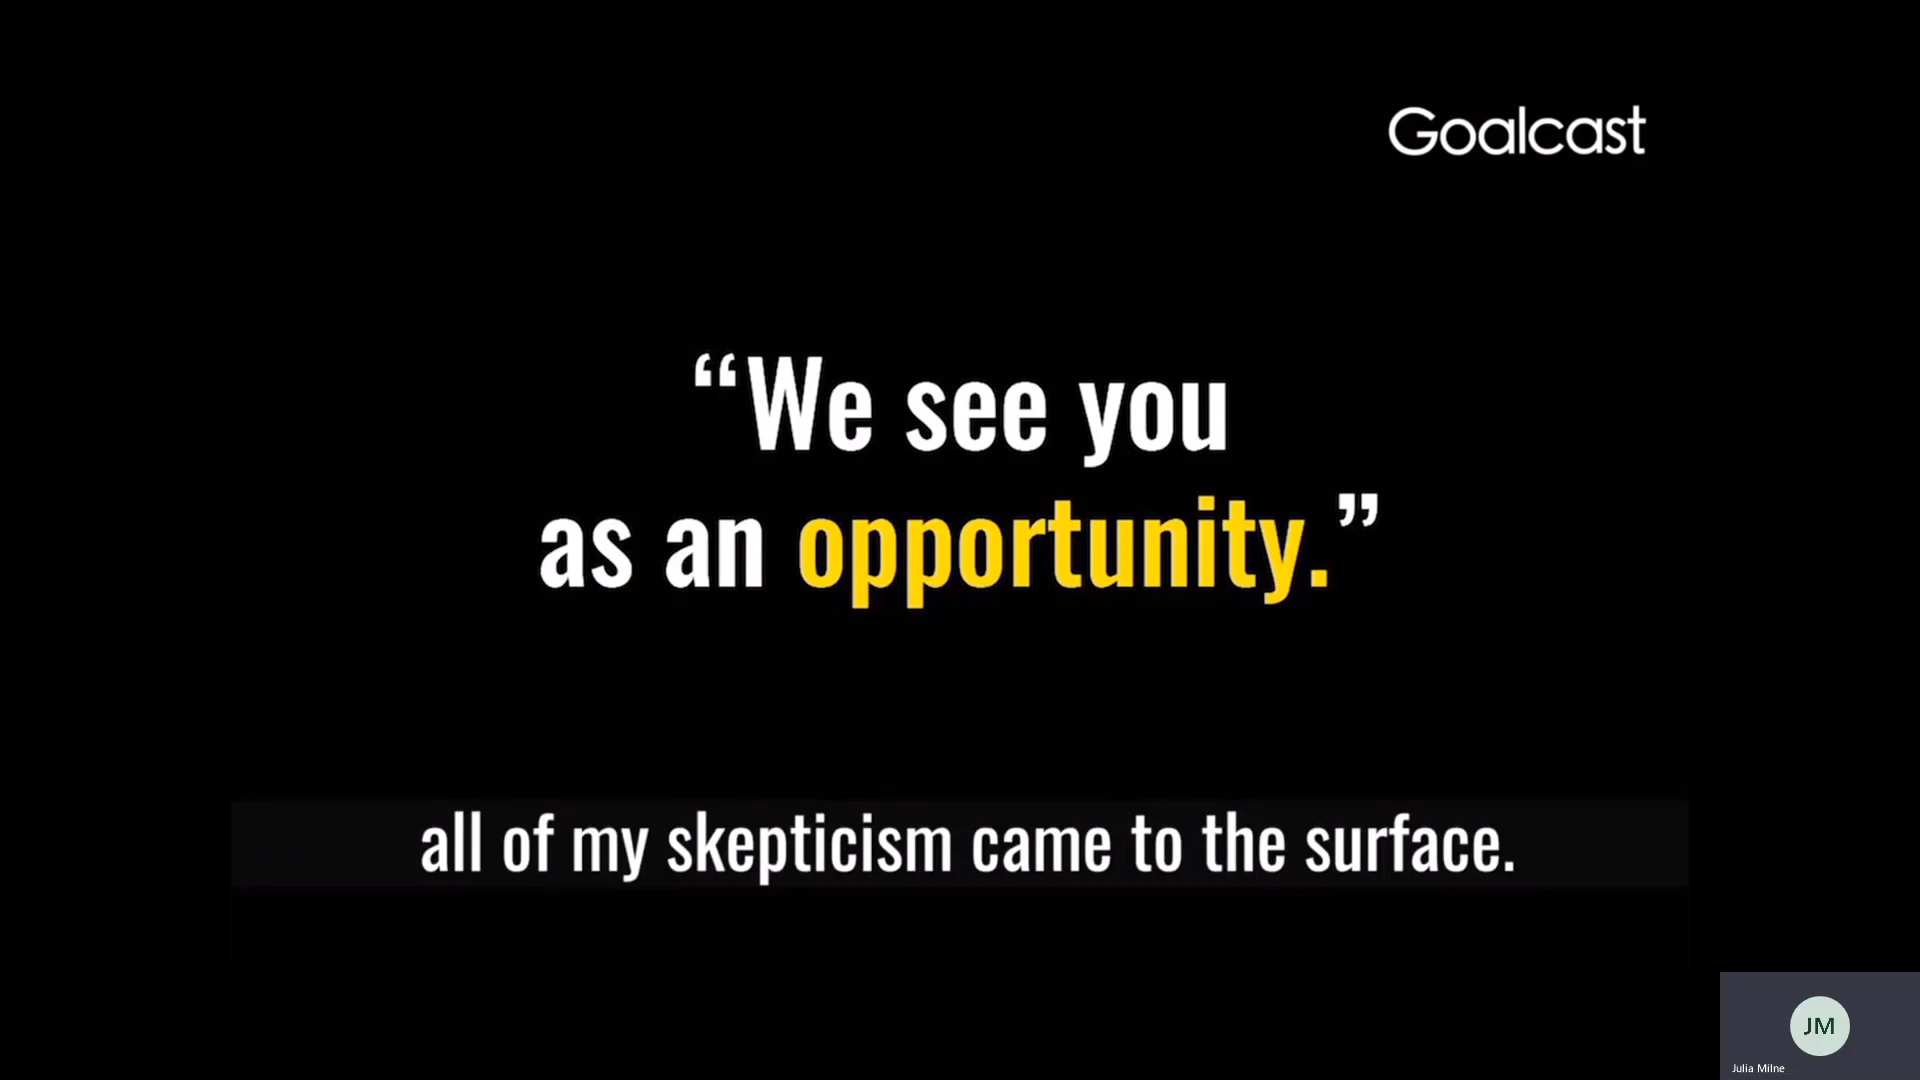 Goalcast
“We see you
as an opportunity.”
all of my skepticism came to the surface.
JM
Julia Milne